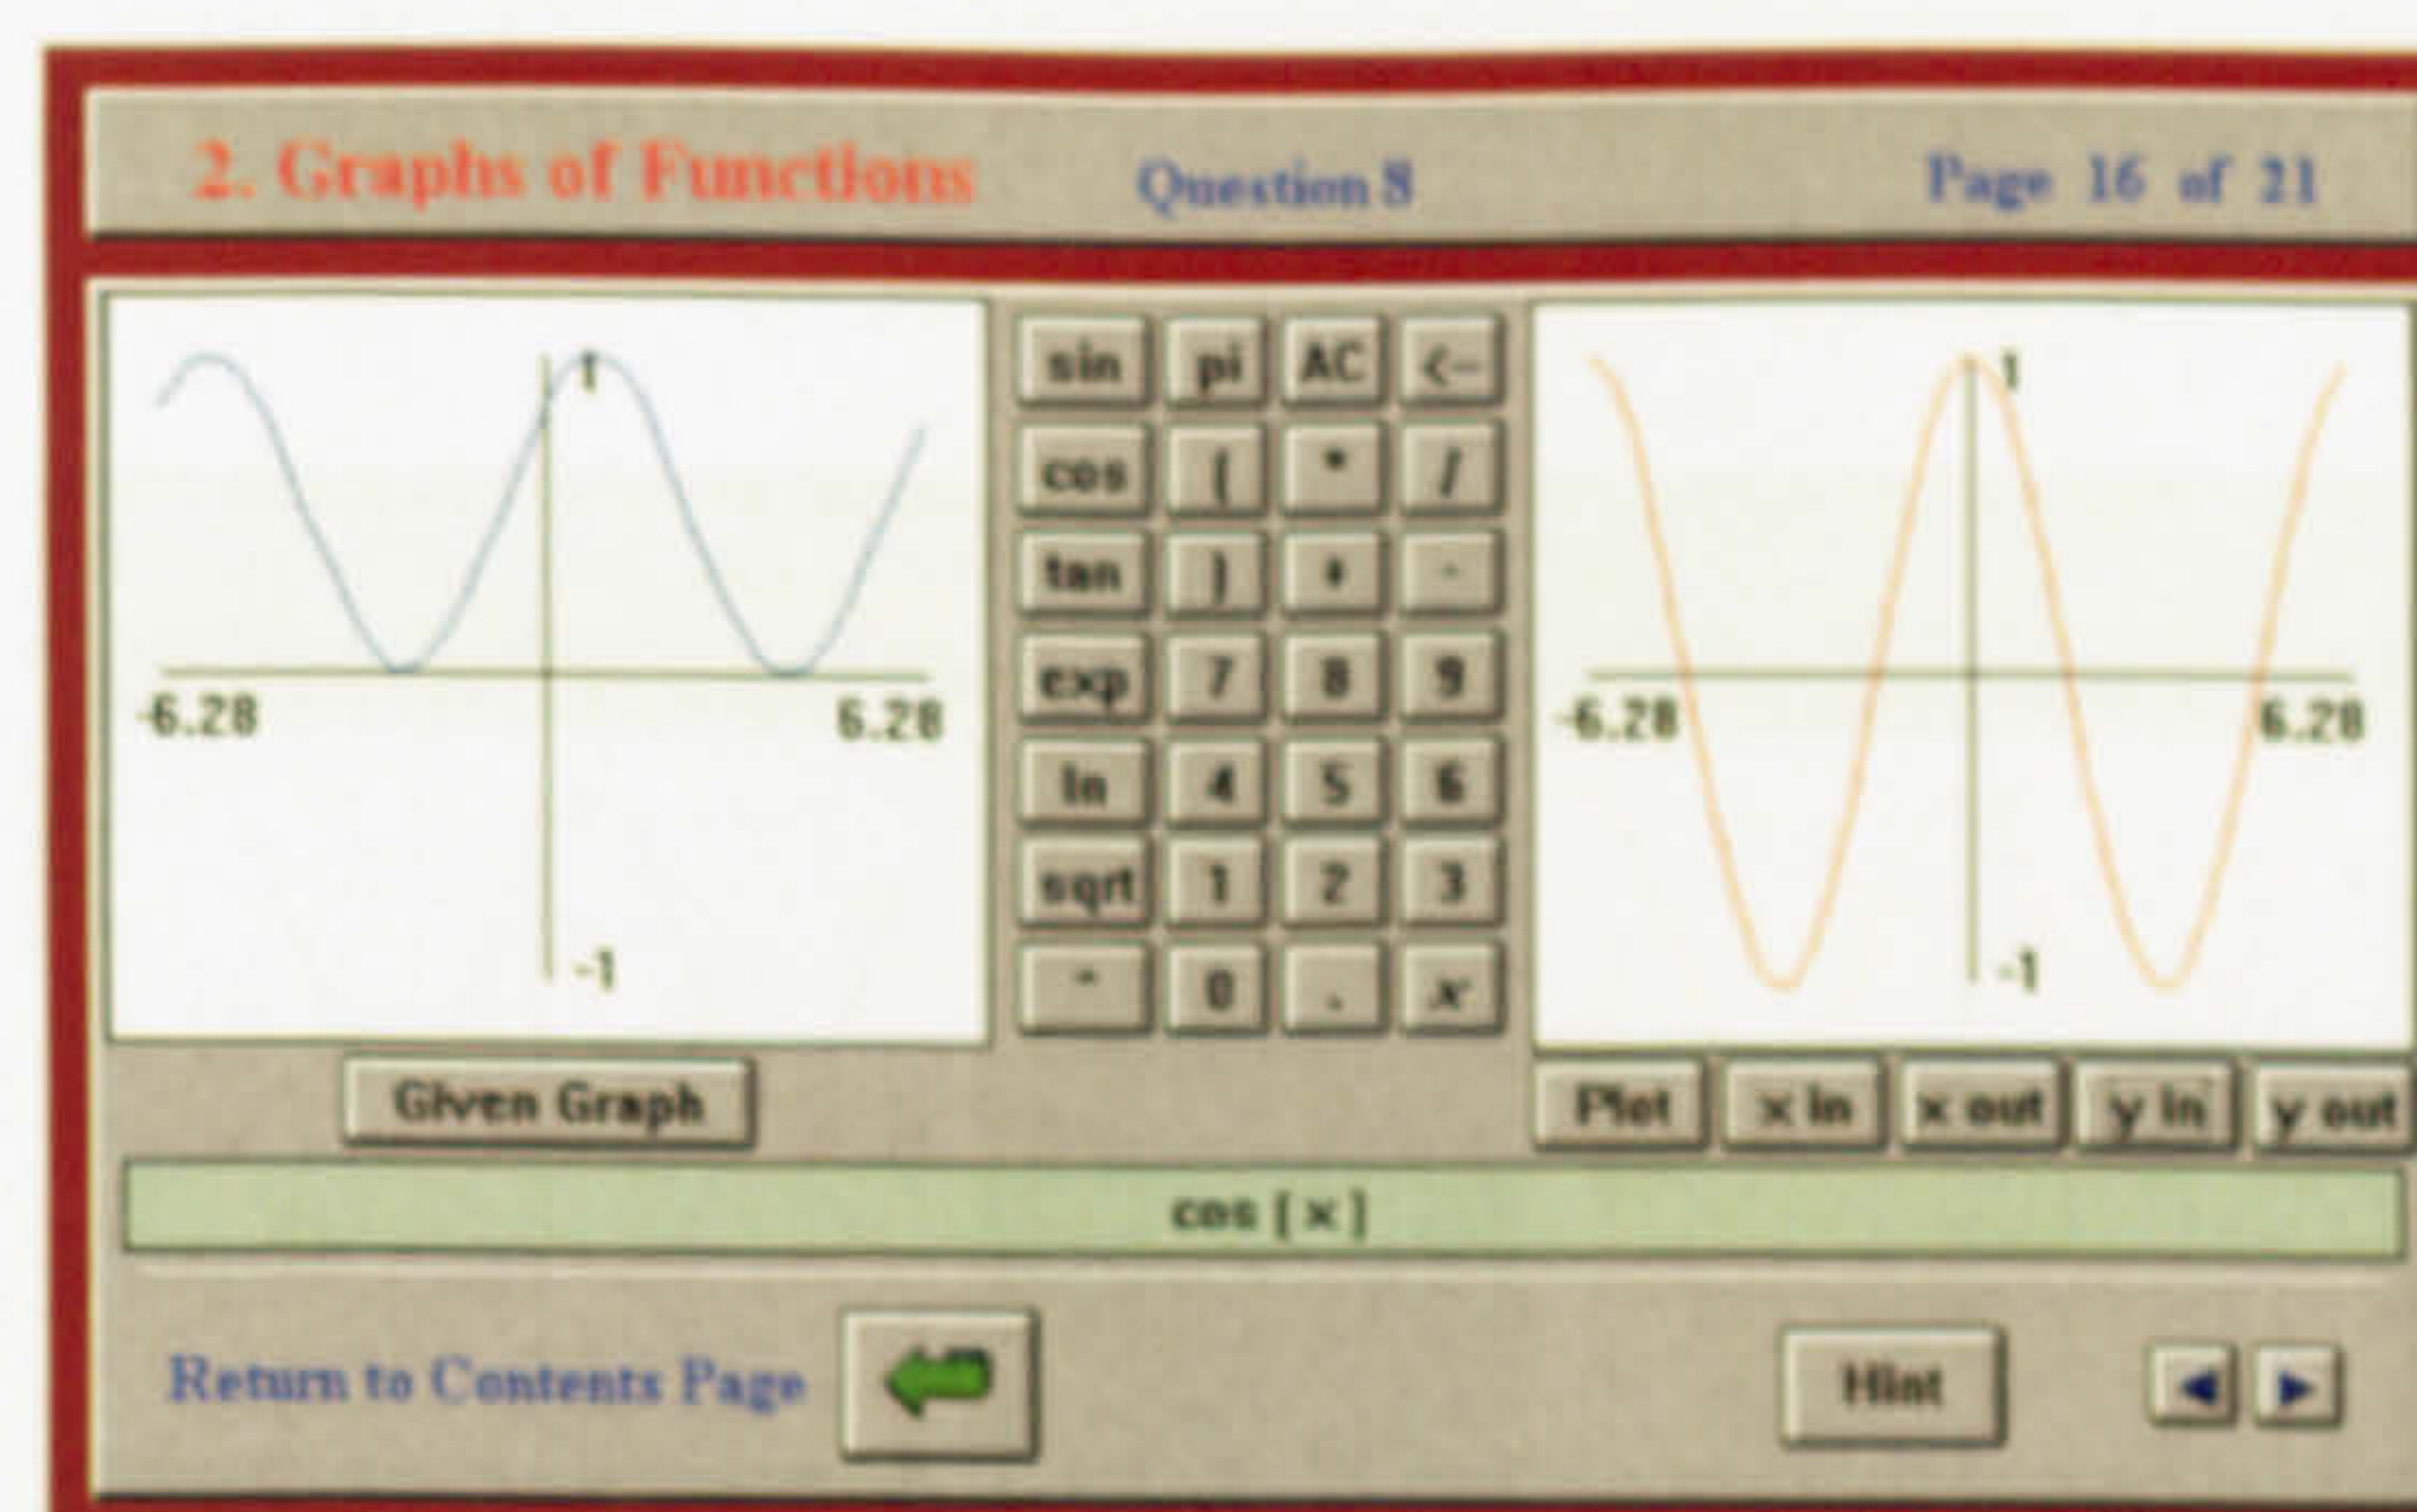 2. Graphs of Functions Question 8 Page 16 of 21
1
-6.28 6.28
-1
Given Graph
sin pi AC <--
cos ( * /
tan ) + -
exp 7 8 9
ln 4 5 6
sqrt 1 2 3
^ 0 . x
1
-6.28 6.28
-1
Plot x in x out y in y out
cos ( x )
Return to Contents Page
Hint